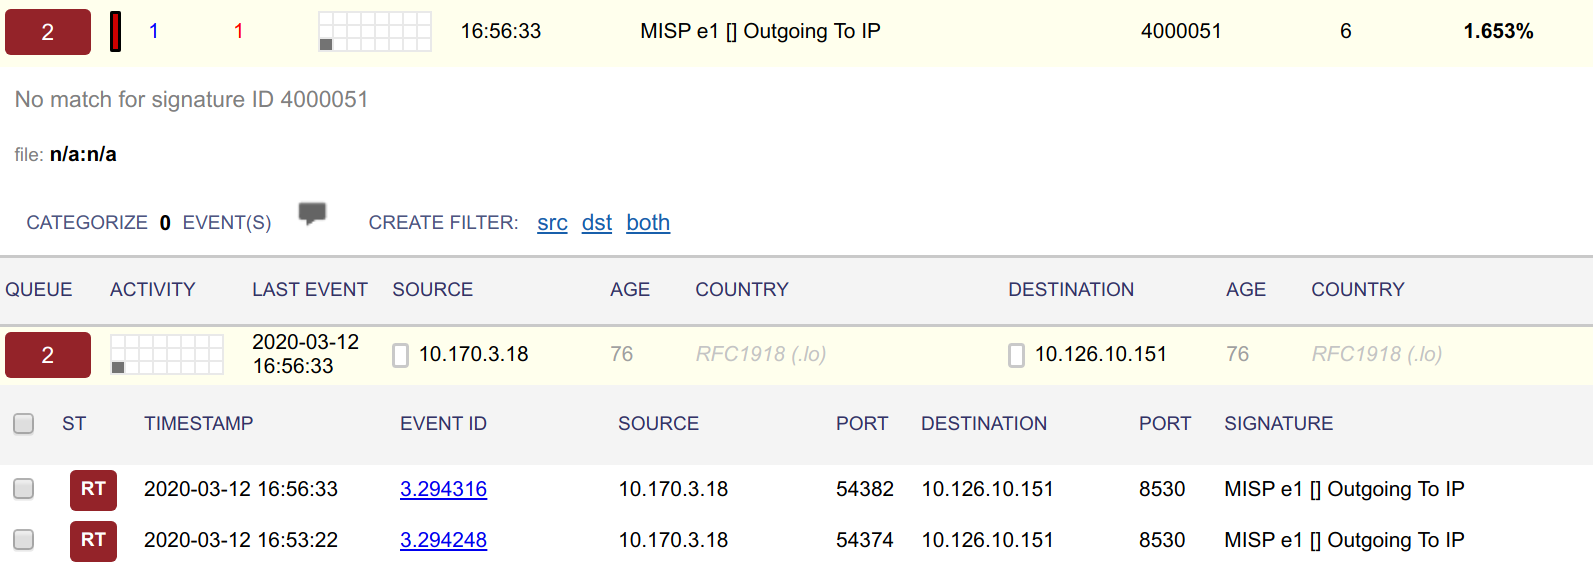 2 1 1 16:56:33 MISP e1 [] Outgoing To IP 4000051 6 1.653%
No match for signature ID 4000051
file: n/a:n/a
CATEGORIZE 0 EVENT(S) CREATE FILTER: src dst both
QUEUE ACTIVITY LAST EVENT SOURCE AGE COUNTRY DESTINATION AGE COUNTRY
2 2020-03-12 16:56:33 10.170.3.18 76 RFC1918 (.lo) 10.126.10.151 76 RFC1918 (.lo)
ST TIMESTAMP EVENT ID SOURCE PORT DESTINATION PORT SIGNATURE
RT 2020-03-12 16:56:33 3.294316 10.170.3.18 54382 10.126.10.151 8530 MISP e1 [] Outgoing To IP
RT 2020-03-12 16:53:22 3.294248 10.170.3.18 54374 10.126.10.151 8530 MISP e1 [] Outgoing To IP